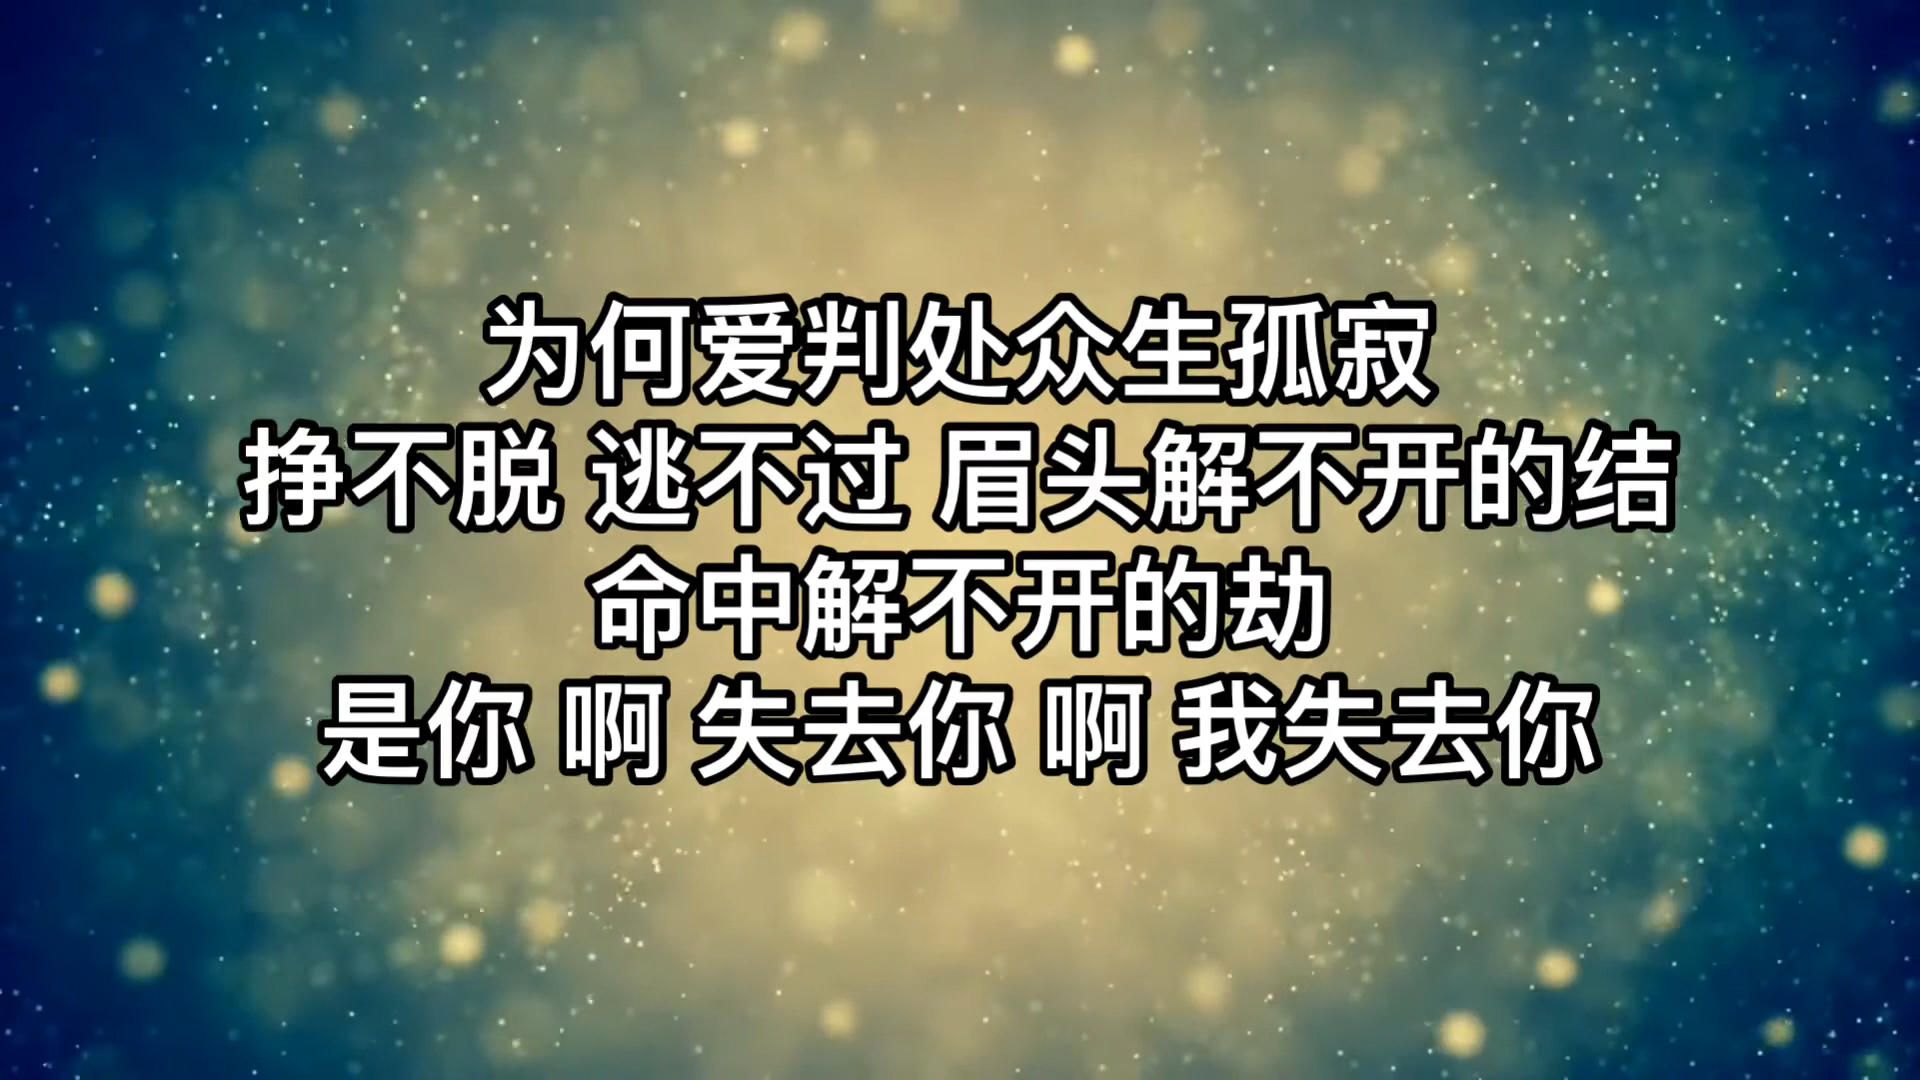 为何爱判处众生孤寂
挣不脱 逃不过 眉头解不开的结
命中解不开的劫
是你 啊 失去你 啊 我失去你